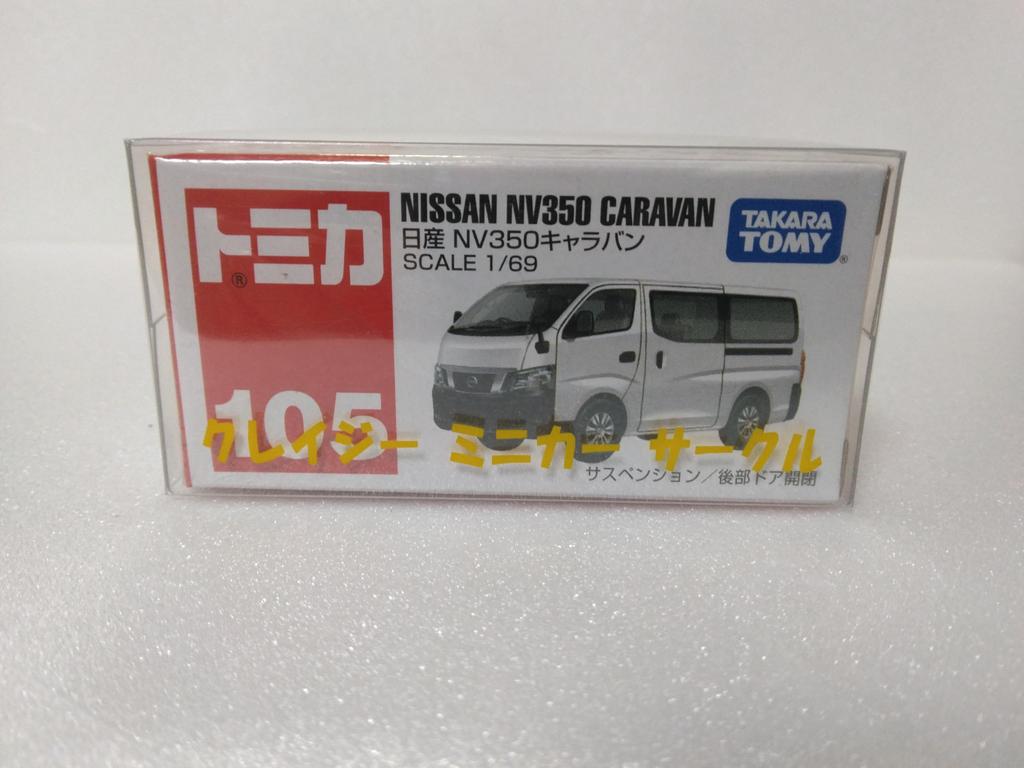 トミカ
®
105
NISSAN NV350 CARAVAN
日産 NV350キャラバン
SCALE 1/69
TAKARA
TOMY
®
クレイジー ミニカー サークル
サスペンション／後部ドア開閉